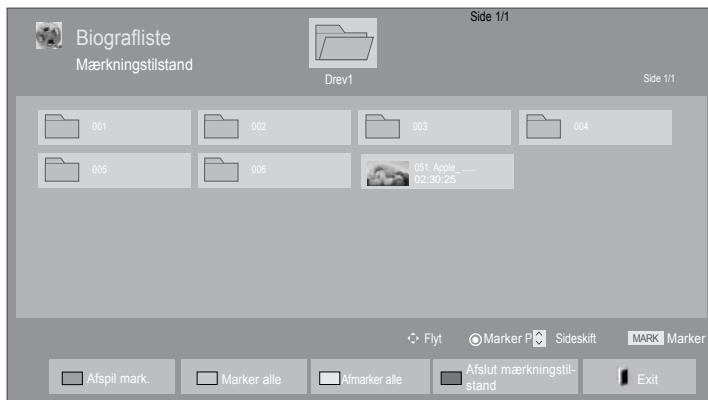 Side 1/1
Biografliste
Mærkningstilstand
Drev1
Side 1/1
001
002
003
004
005
006
051. Apple_ ......
02:30:25
Flyt
Marker
P
Sideskift
MARK Marker
Afspil mark.
Marker alle
Afmarker alle
Afslut mærkningstil-
stand
Exit